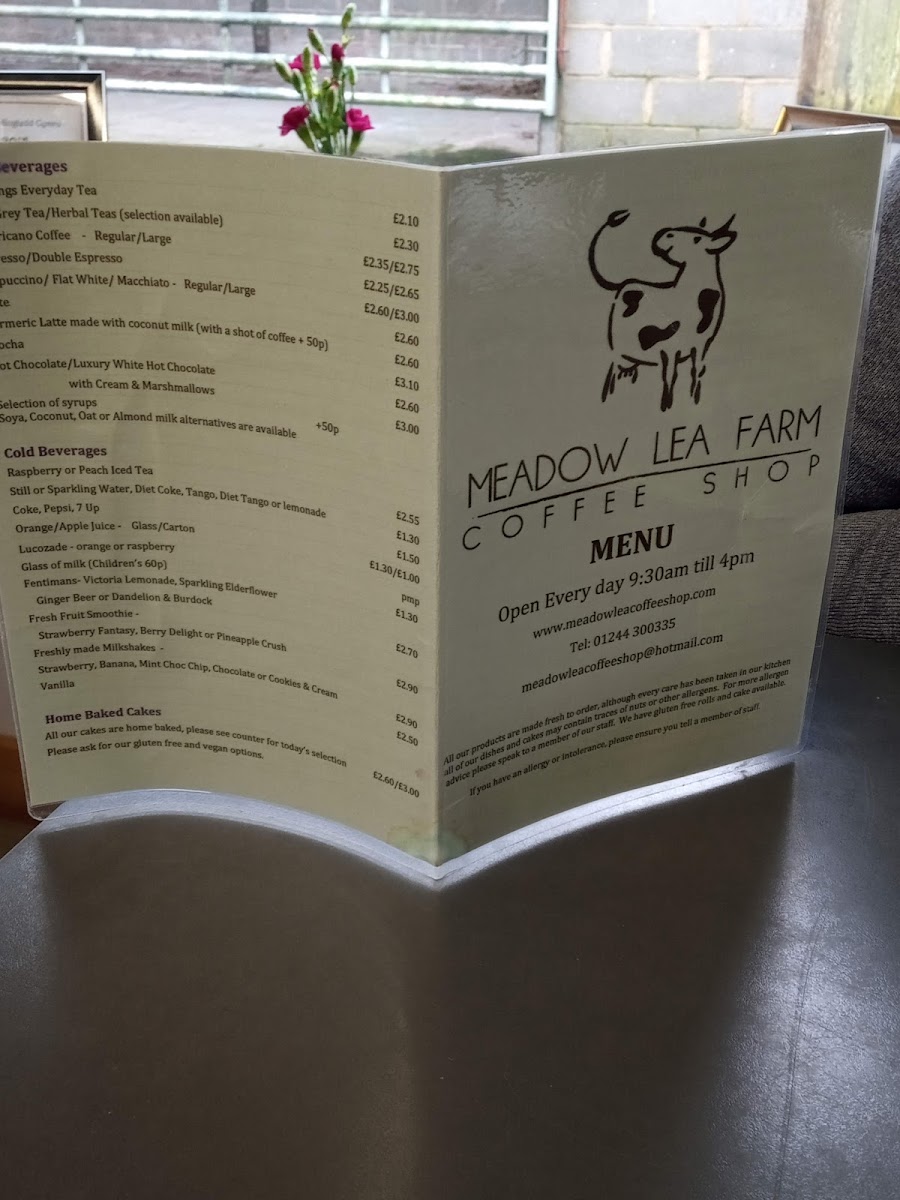 everages
ngs Everyday Tea £2.10
rey Tea/Herbal Teas (selection available) £2.30
ricano Coffee - Regular/Large £2.35/£2.75
esso/Double Espresso £2.25/£2.65
puccino/ Flat White/ Macchiato - Regular/Large £2.60/£3.00
te £2.60
rmeric Latte made with coconut milk (with a shot of coffee + 50p) £2.60
ocha £3.10
ot Chocolate/Luxury White Hot Chocolate £2.60
with Cream & Marshmallows £3.00
Selection of syrups +50p
Soya, Coconut, Oat or Almond milk alternatives are available
Cold Beverages
Raspberry or Peach Iced Tea £2.55
Still or Sparkling Water, Diet Coke, Tango, Diet Tango or lemonade £1.30
Coke, Pepsi, 7 Up £1.50
Orange/Apple Juice - Glass/Carton £1.30/£1.00
Lucozade - orange or raspberry pmp
Glass of milk (Children's 60p) £1.30
Fentimans- Victoria Lemonade, Sparkling Elderflower
Ginger Beer or Dandelion & Burdock £2.70
Fresh Fruit Smoothie -
Strawberry Fantasy, Berry Delight or Pineapple Crush £2.90
Freshly made Milkshakes -
Strawberry, Banana, Mint Choc Chip, Chocolate or Cookies & Cream £2.90
Vanilla £2.50
Home Baked Cakes
All our cakes are home baked, please see counter for today's selection £2.60/£3.00
Please ask for our gluten free and vegan options.
MEADOW LEA FARM
COFFEE SHOP
MENU
Open Every day 9:30am till 4pm
www.meadowleacoffeeshop.com
Tel: 01244 300335
meadowleacoffeeshop@hotmail.com
All our products are made fresh to order, although every care has been taken in our kitchen
all of our dishes and cakes may contain traces of nuts or other allergens. For more allergen
advice please speak to a member of our staff. We have gluten free rolls and cake available.
If you have an allergy or intolerance, please ensure you tell a member of staff.